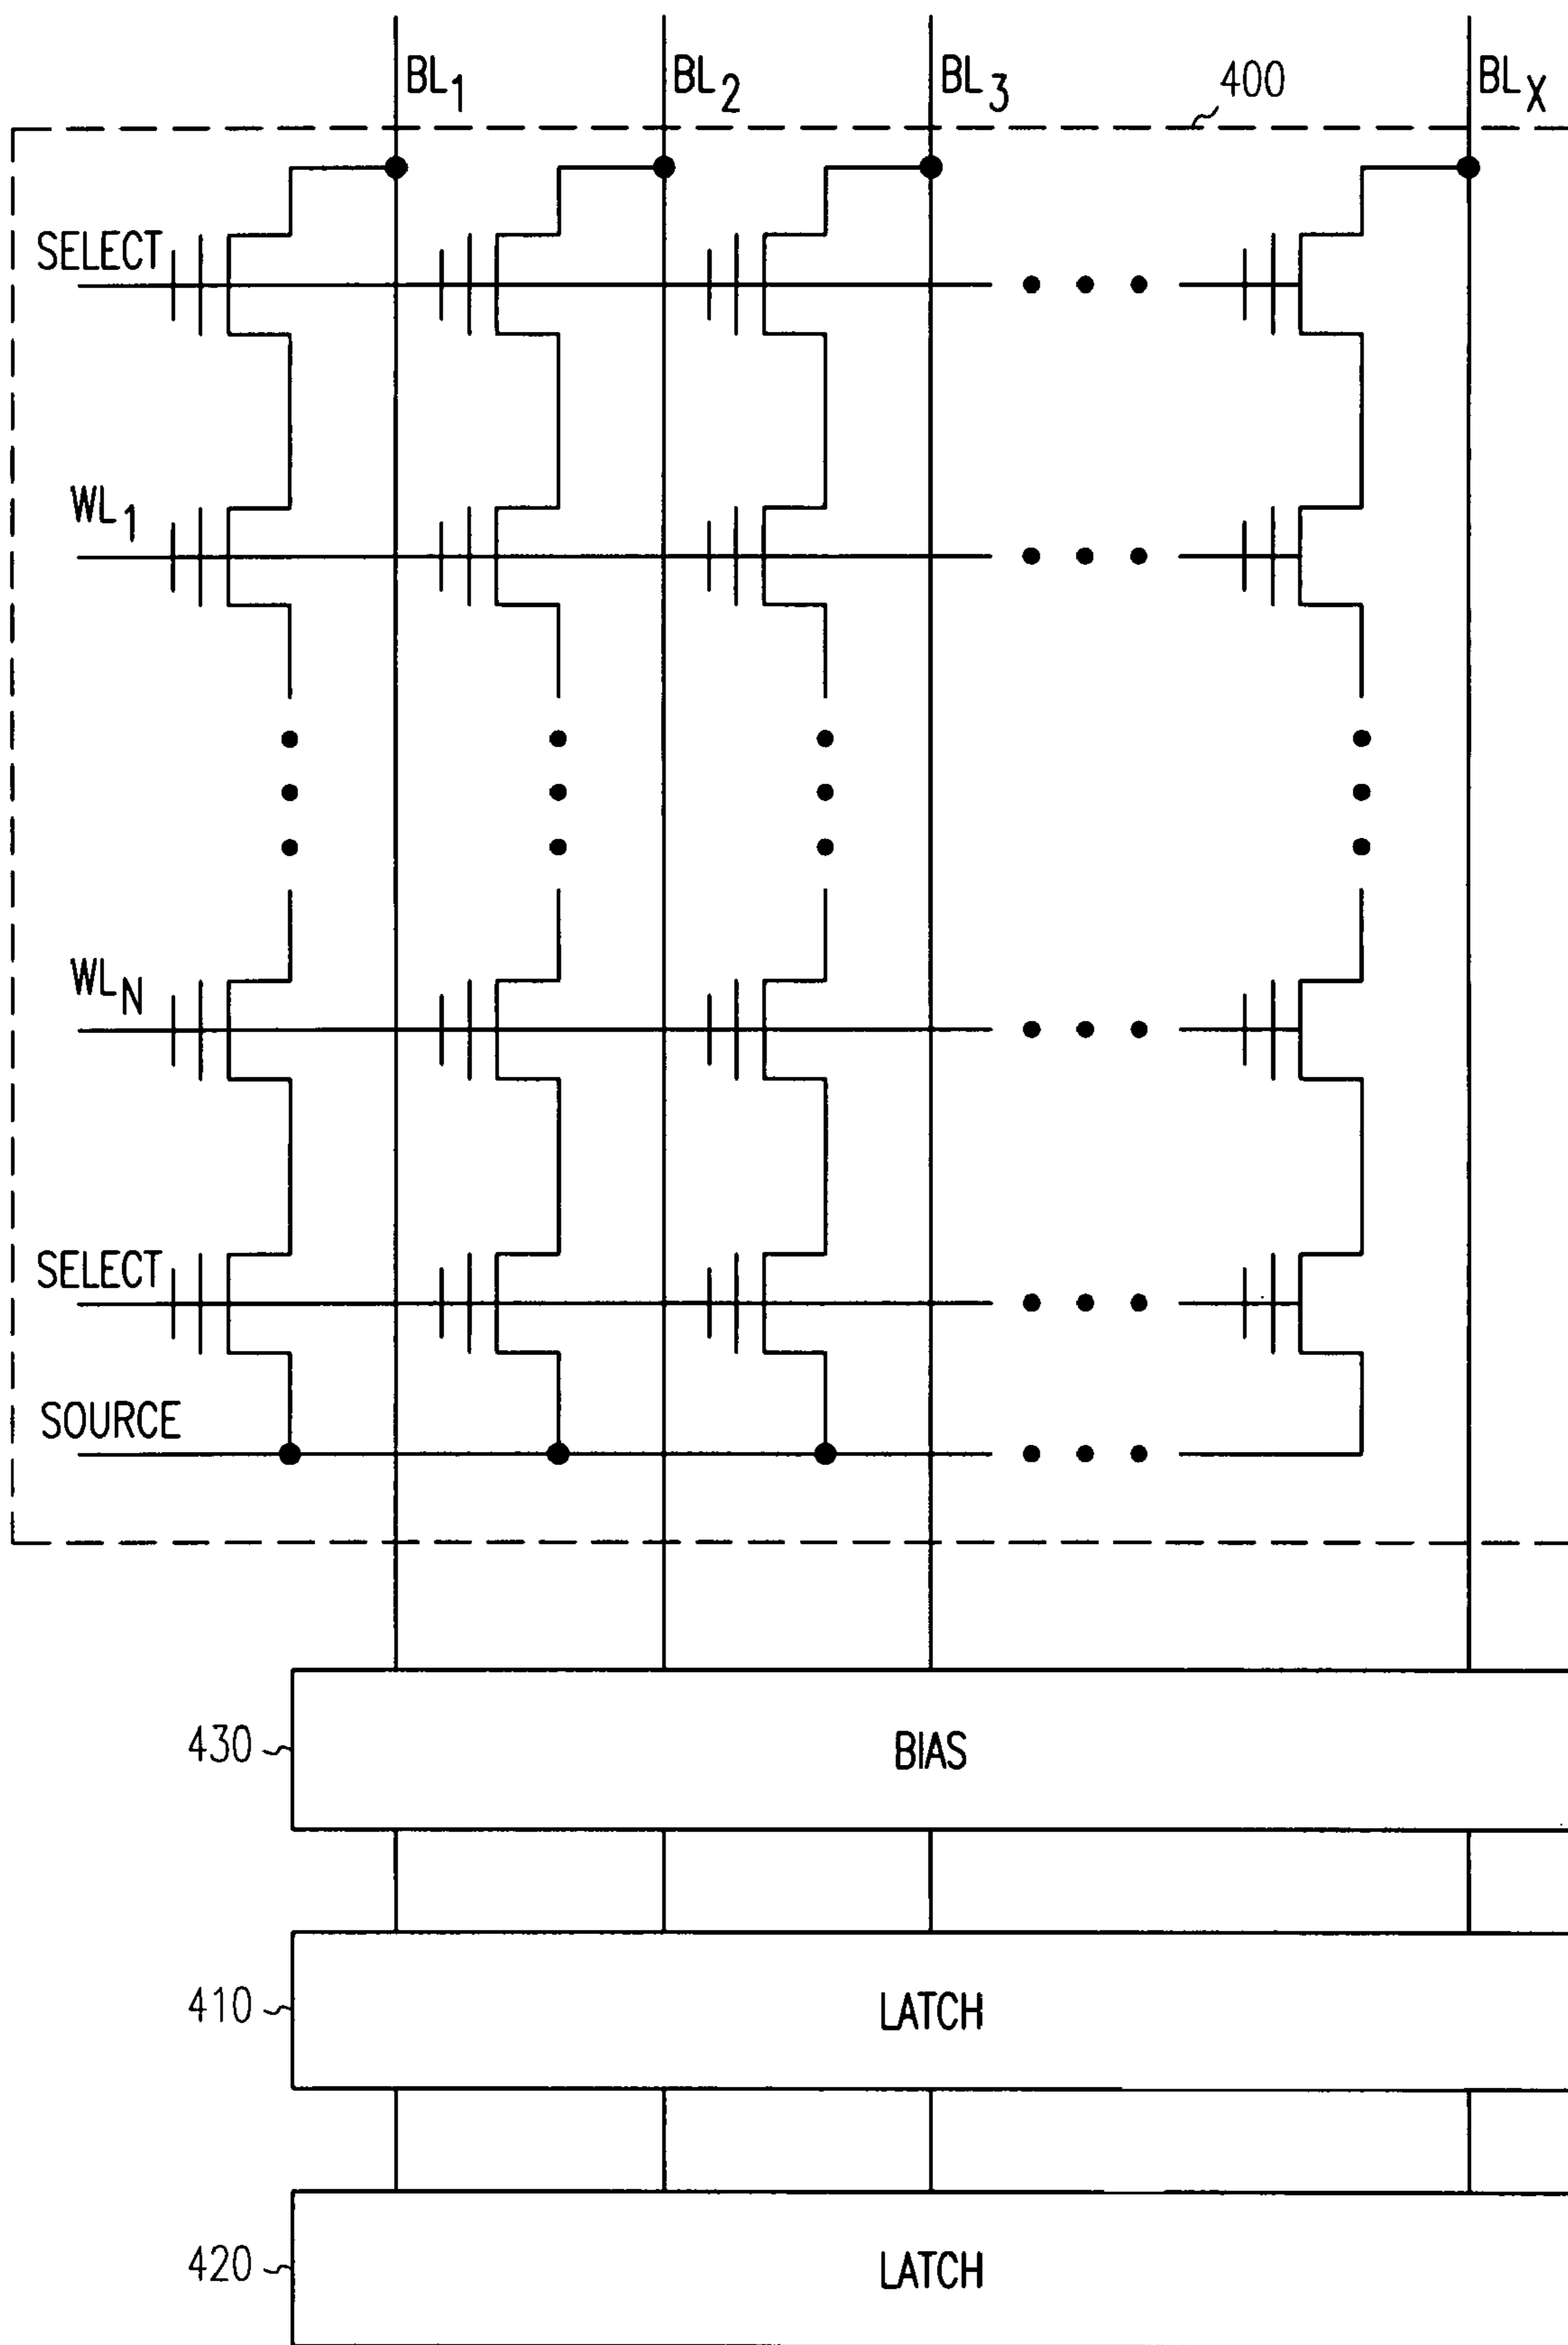 BL1 BL2 BL3 400 BLX
SELECT
WL1
WLN
SELECT
SOURCE
430 BIAS
410 LATCH
420 LATCH